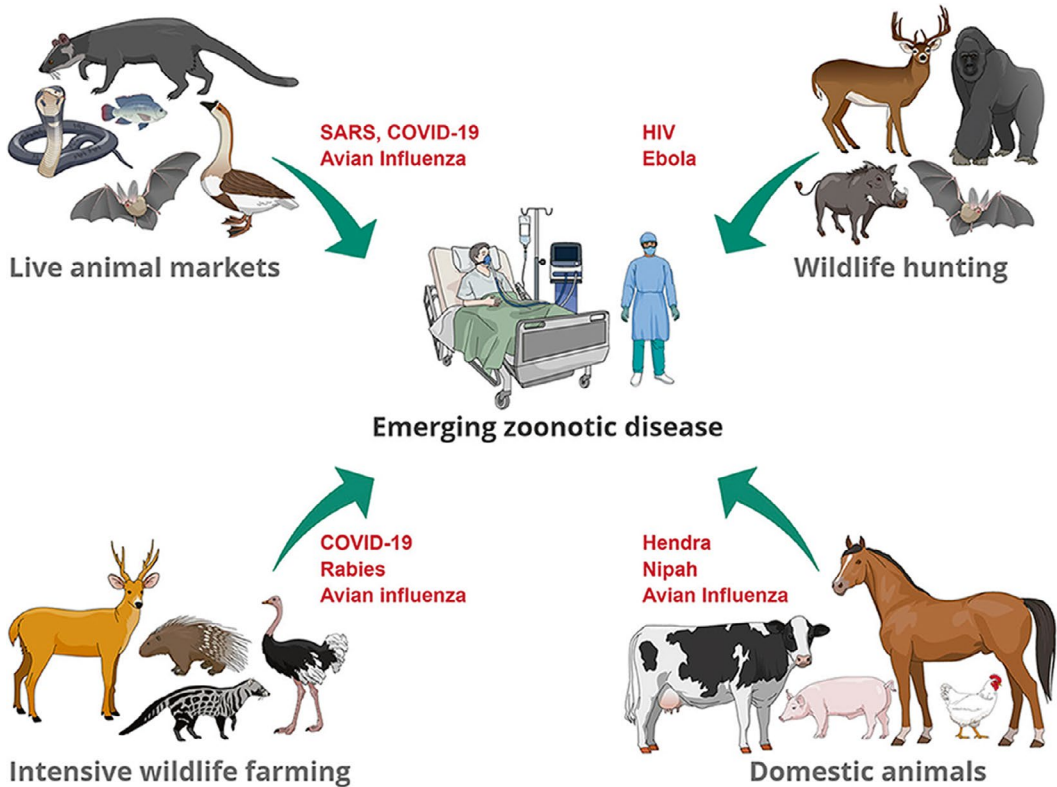 SARS, COVID-19
Avian Influenza
Live animal markets
HIV
Ebola
Wildlife hunting
Emerging zoonotic disease
COVID-19
Rabies
Avian influenza
Intensive wildlife farming
Hendra
Nipah
Avian Influenza
Domestic animals